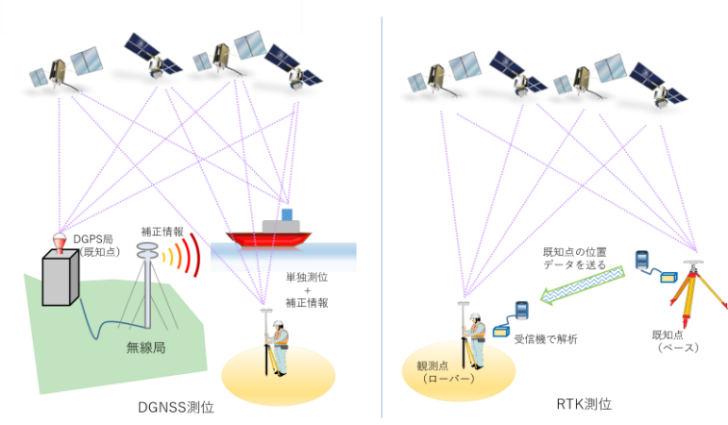 DGPS局
(既知点)
補正情報
無線局
単独測位
+
補正情報
DGNSS測位
既知点の位置
データを送る
受信機で解析
観測点
(ローバー)
既知点
(ベース)
RTK測位